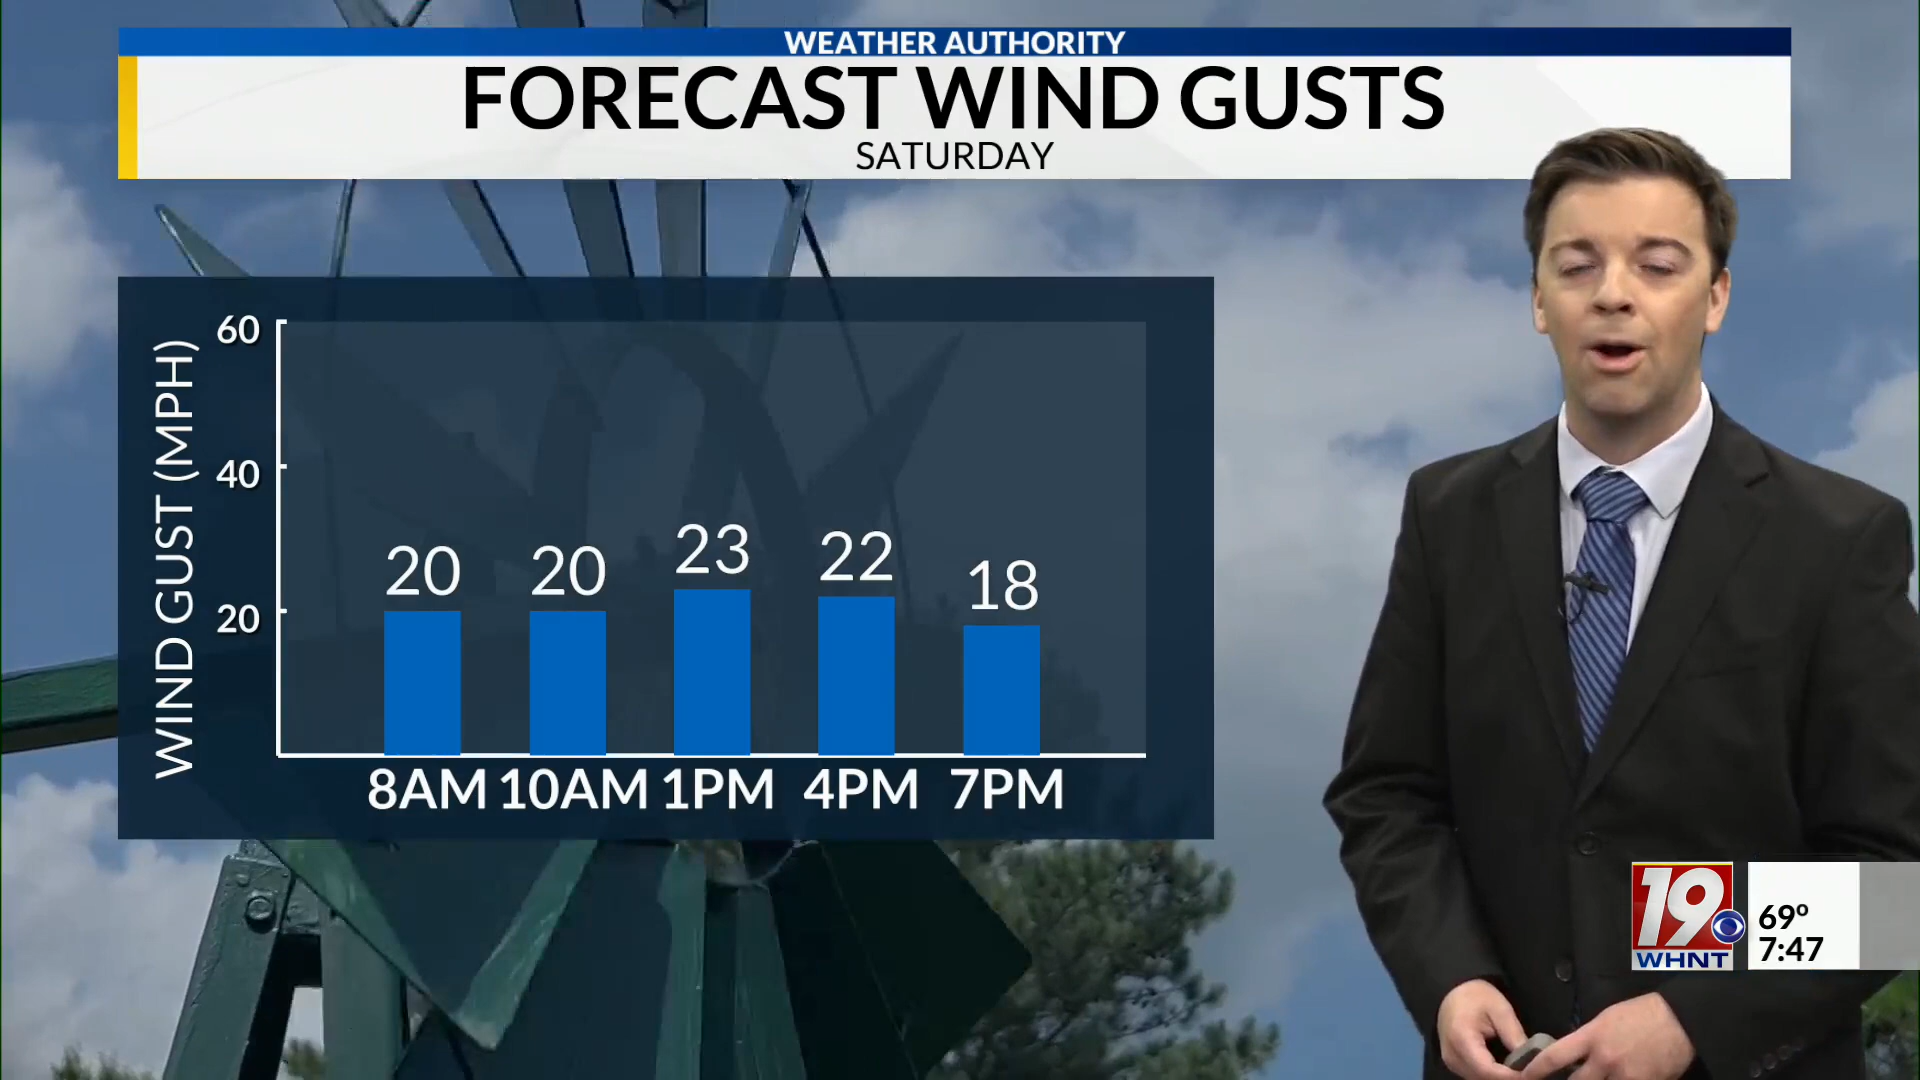 WEATHER AUTHORITY
FORECAST WIND GUSTS
SATURDAY
WIND GUST (MPH)
60
40
20
20 20 23 22 18
8AM 10AM 1PM 4PM 7PM
19
WHNT
69º
7:47